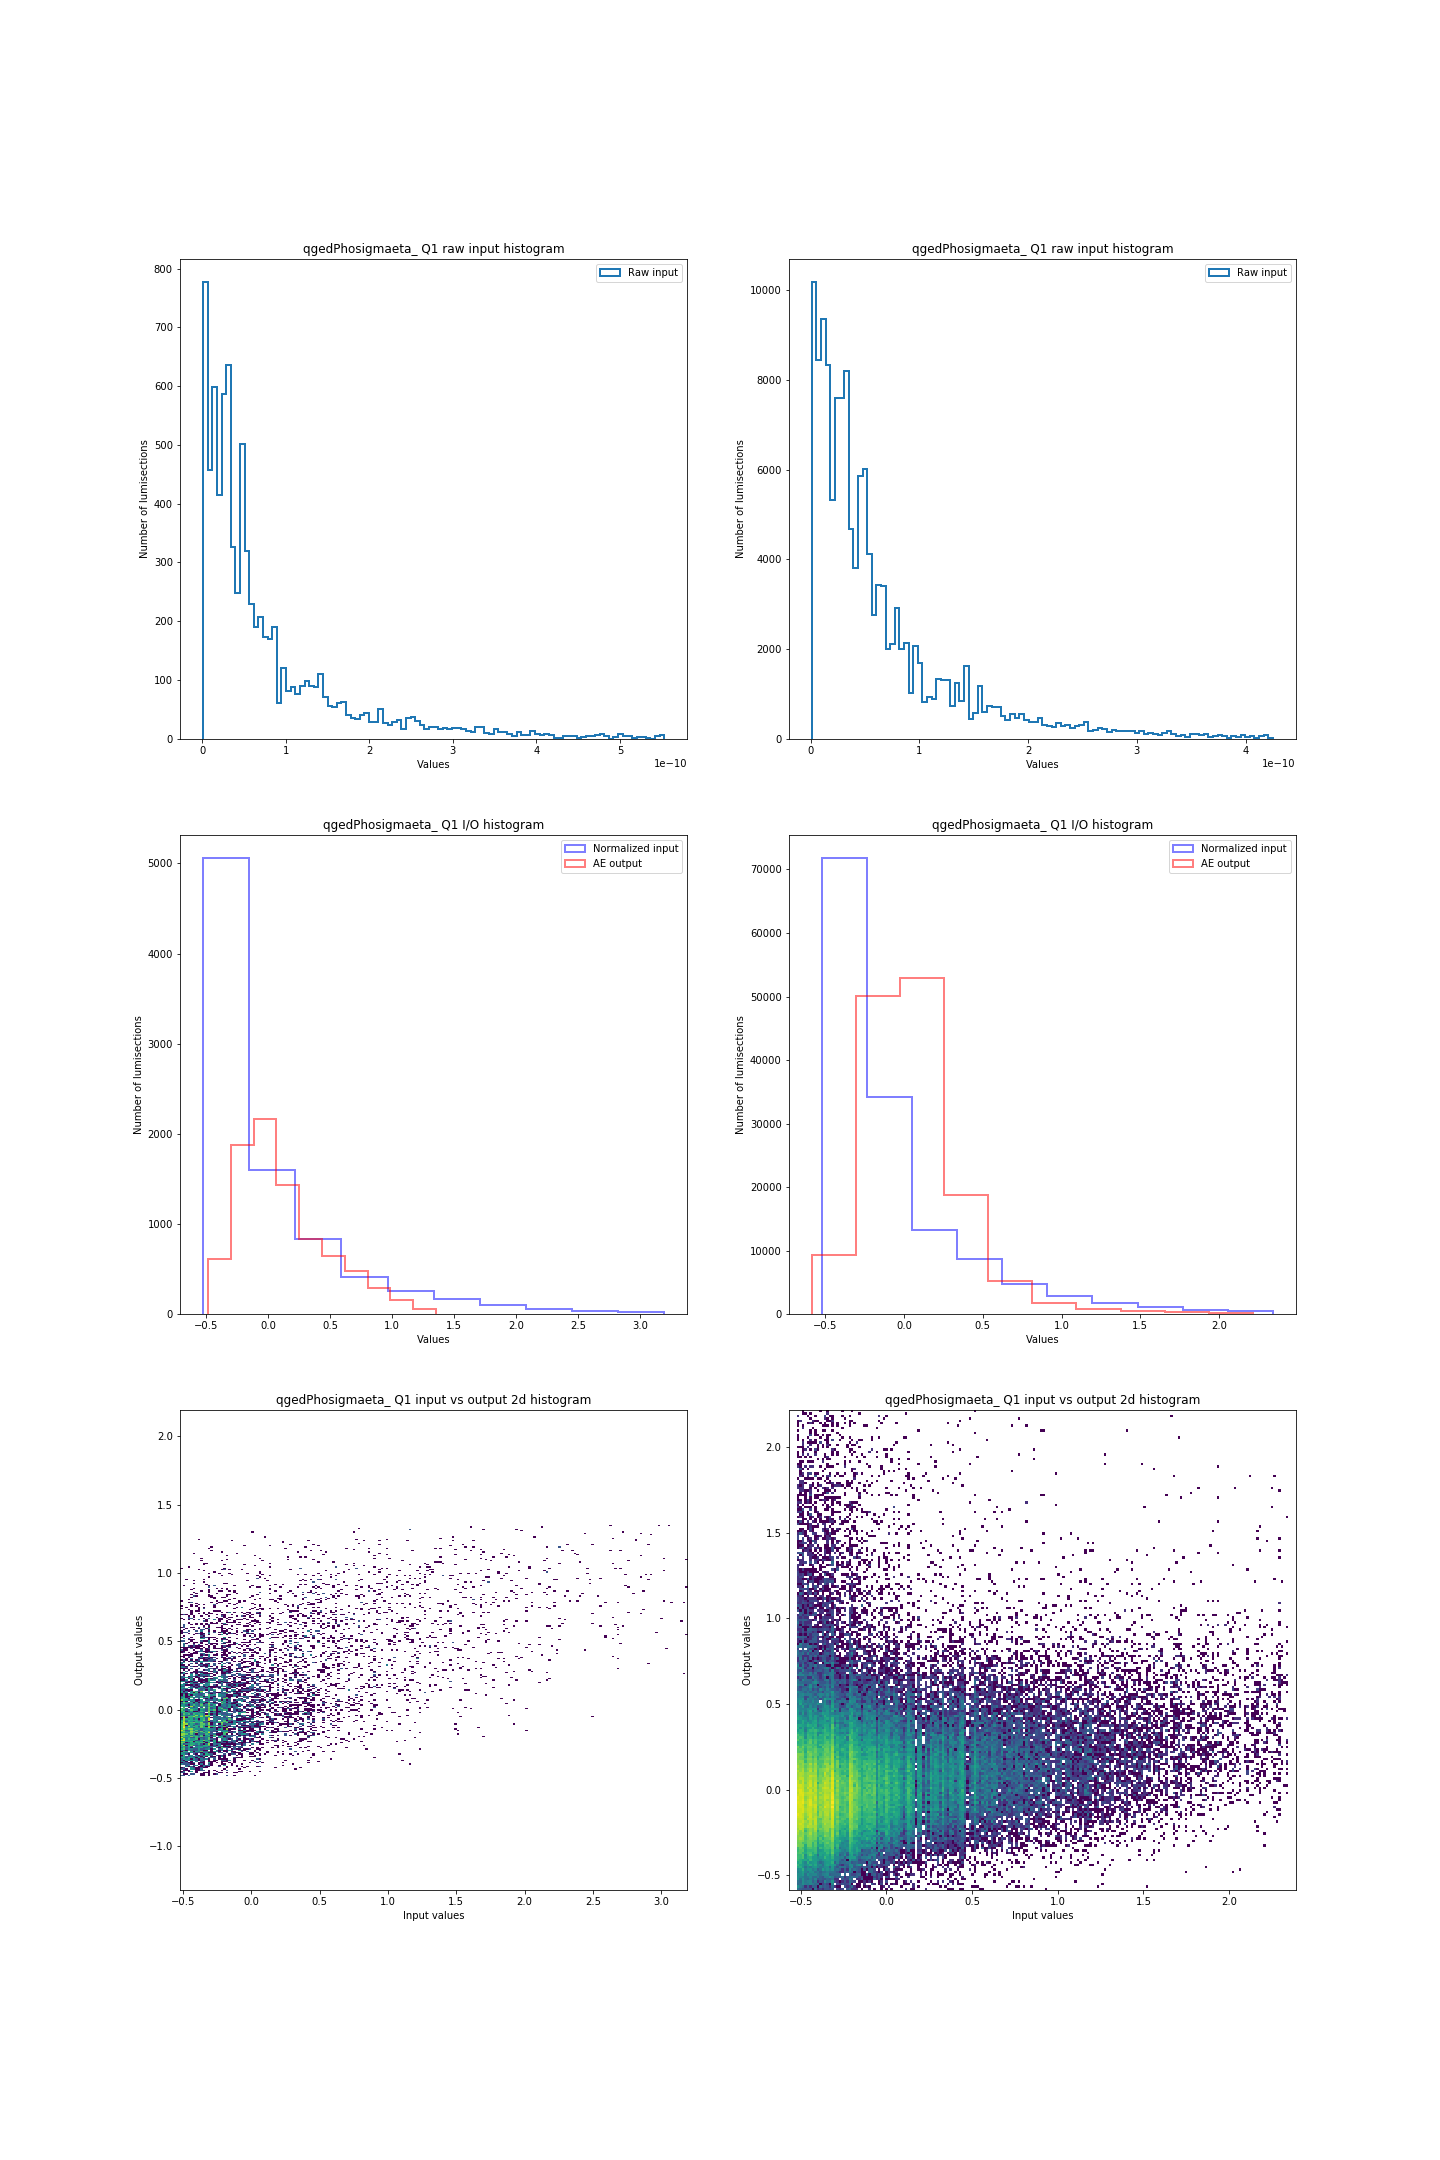 qgedPhosigmaeta_ Q1 raw input histogram
Raw input
800
700
600
500
400
300
200
100
0
Number of lumisections
0 1 2 3 4 5
1e−10
Values
qgedPhosigmaeta_ Q1 raw input histogram
Raw input
10000
8000
6000
4000
2000
0
Number of lumisections
0 1 2 3 4
1e−10
Values
qgedPhosigmaeta_ Q1 I/O histogram
Normalized input
AE output
5000
4000
3000
2000
1000
0
Number of lumisections
−0.5 0.0 0.5 1.0 1.5 2.0 2.5 3.0
Values
qgedPhosigmaeta_ Q1 I/O histogram
Normalized input
AE output
70000
60000
50000
40000
30000
20000
10000
0
Number of lumisections
−0.5 0.0 0.5 1.0 1.5 2.0
Values
qgedPhosigmaeta_ Q1 input vs output 2d histogram
2.0
1.5
1.0
0.5
0.0
−0.5
−1.0
Output values
−0.5 0.0 0.5 1.0 1.5 2.0 2.5 3.0
Input values
qgedPhosigmaeta_ Q1 input vs output 2d histogram
2.0
1.5
1.0
0.5
0.0
−0.5
Output values
−0.5 0.0 0.5 1.0 1.5 2.0
Input values